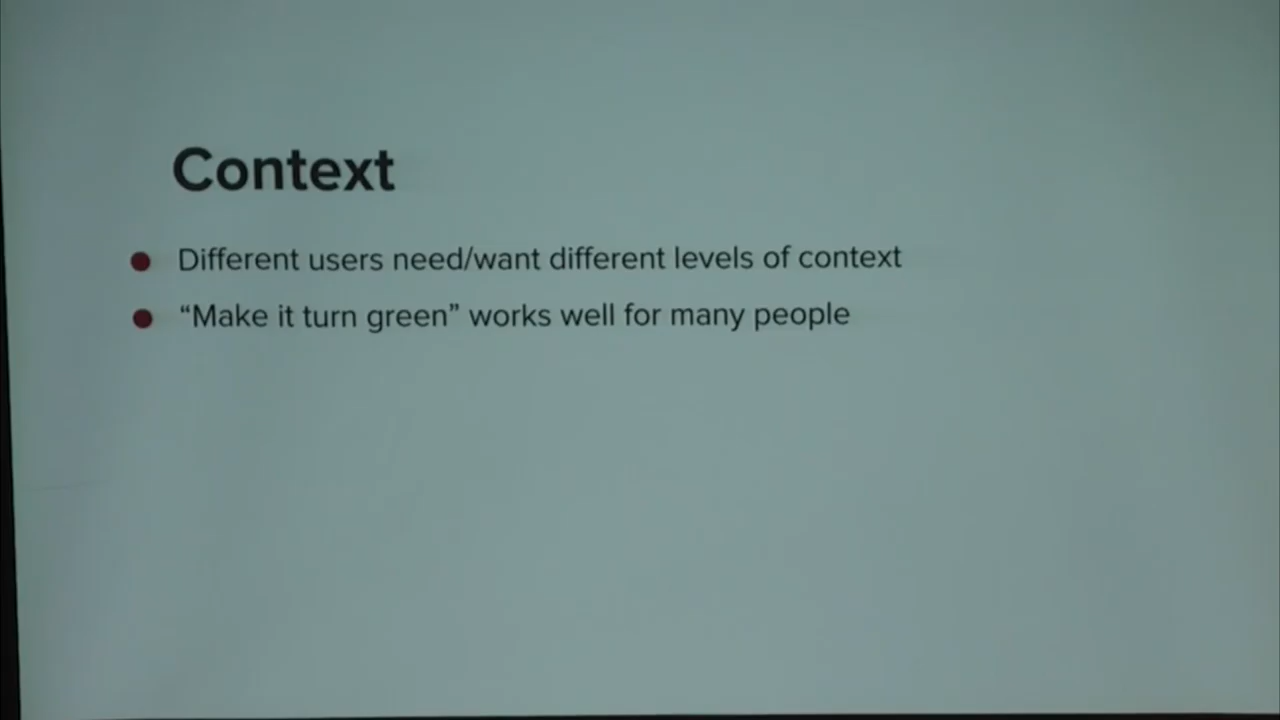 Context
Different users need/want different levels of context
“Make it turn green” works well for many people